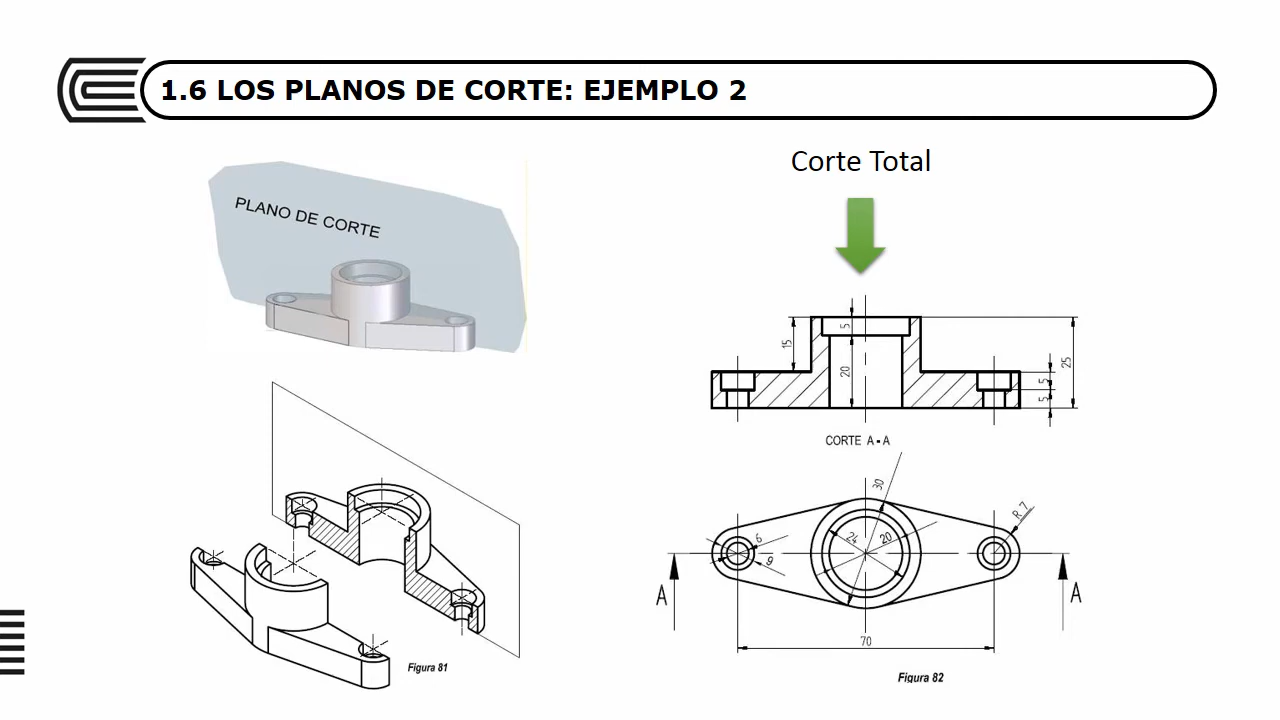 1.6 LOS PLANOS DE CORTE: EJEMPLO 2
PLANO DE CORTE
Corte Total
5
15
20
25
5
5
CORTE A-A
30
R 7
6
24
20
9
A
A
70
Figura 81
Figura 82